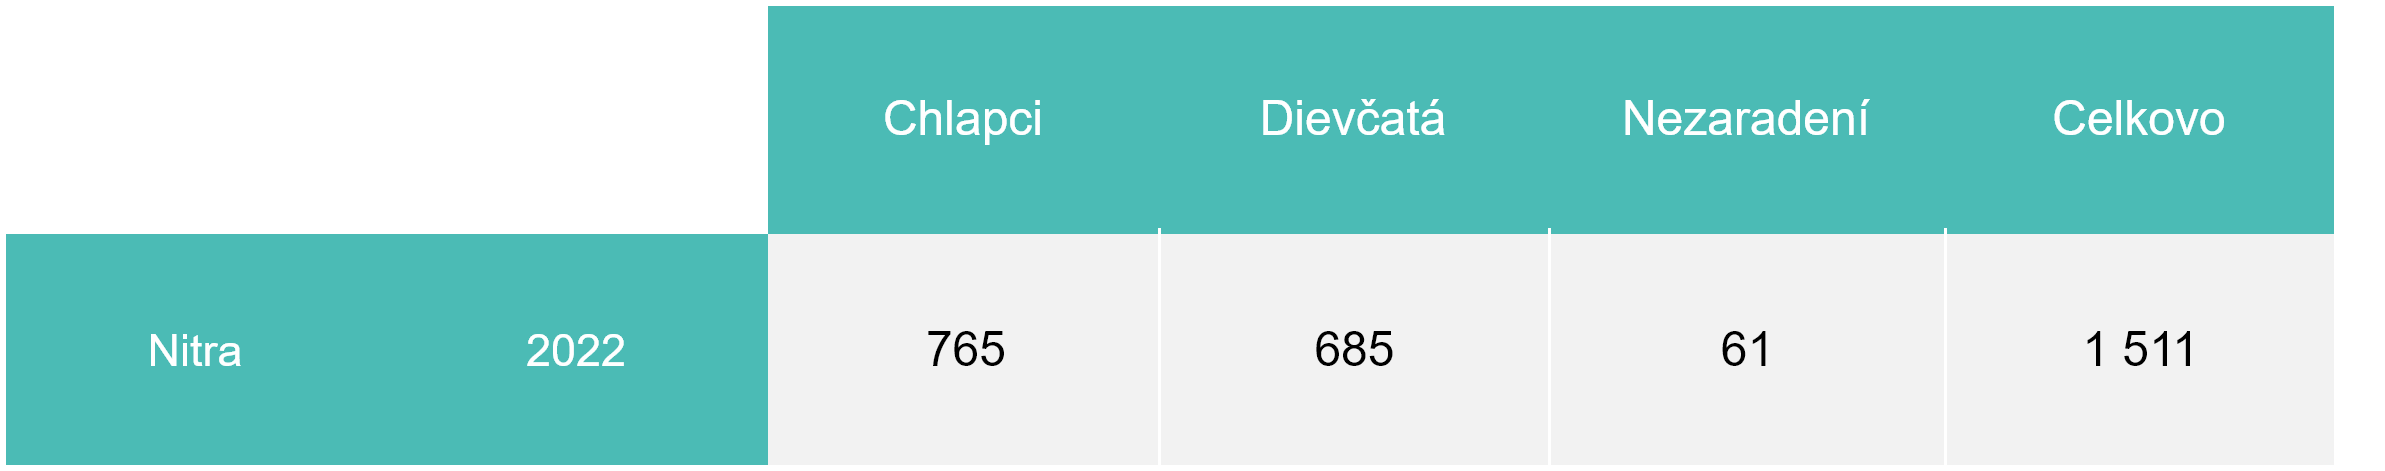 Chlapci Dievčatá Nezaradení Celkovo
Nitra 2022 765 685 61 1 511